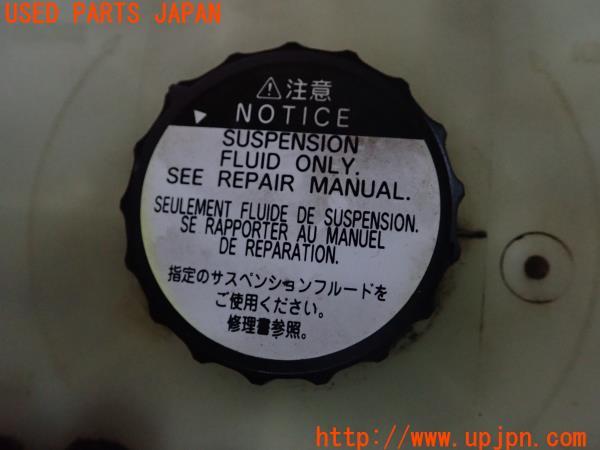 USED PARTS JAPAN
⚠注意
NOTICE
SUSPENSION
FLUID ONLY.
SEE REPAIR MANUAL.
SEULEMENT FLUIDE DE SUSPENSION.
SE RAPPORTER AU MANUEL
DE REPARATION.
指定のサスペンションフルードを
ご使用ください。
修理書参照。
http://www.upjpn.com/